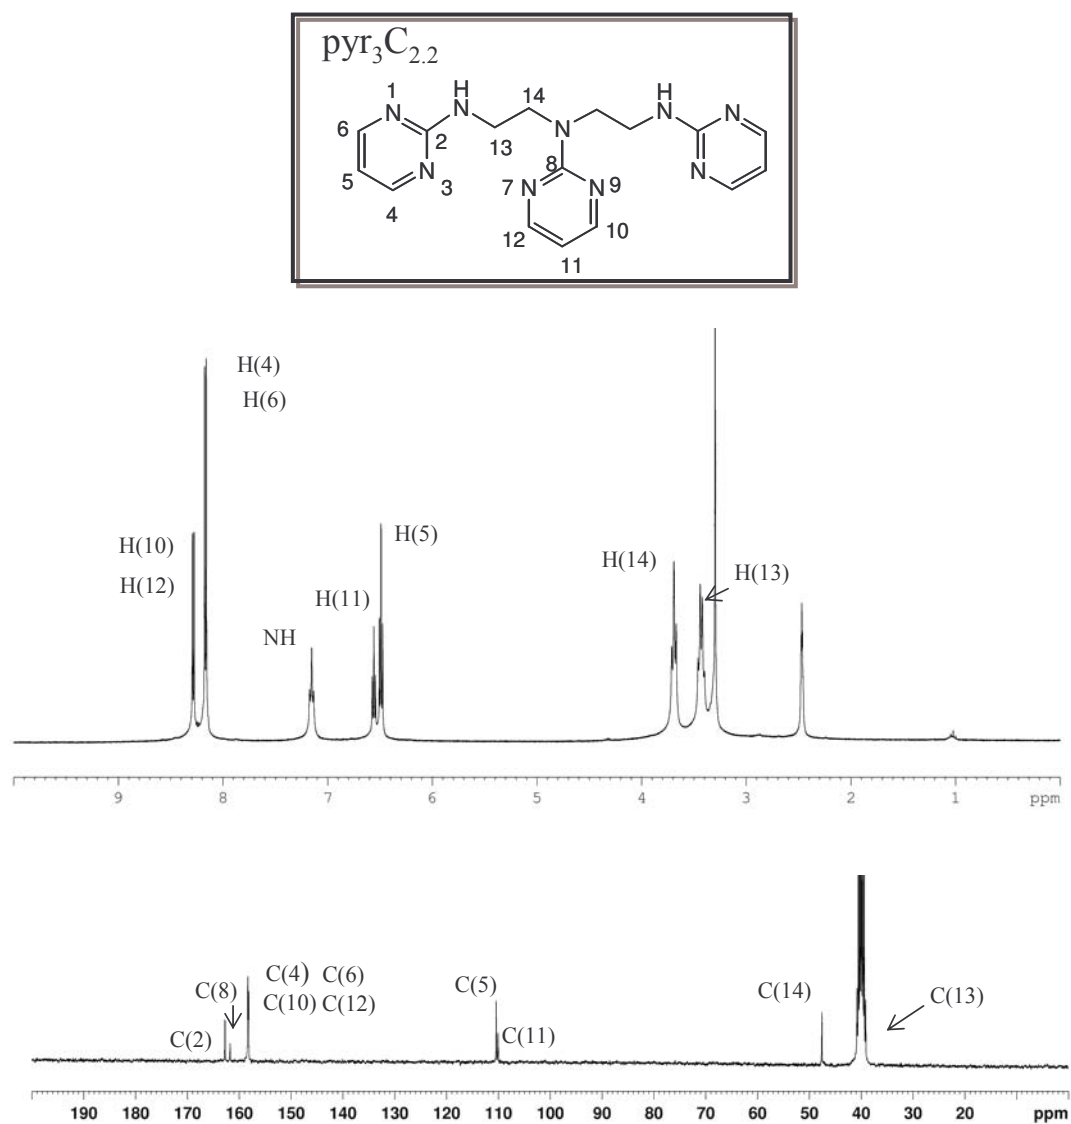 pyr₃C₂.₂
H
H
N
14
N
N
1
N
6
N
2
N
13
8
N
N
5
3
7
N
N
9
4
12
10
11
H(4)
H(6)
H(5)
H(10)
H(14)
H(13)
H(12)
H(11)
NH
9 8 7 6 5 4 3 2 1 ppm
C(4) C(6)
C(8)
C(5)
C(14)
C(13)
C(10) C(12)
C(2)
C(11)
190 180 170 160 150 140 130 120 110 100 90 80 70 60 50 40 30 20 ppm